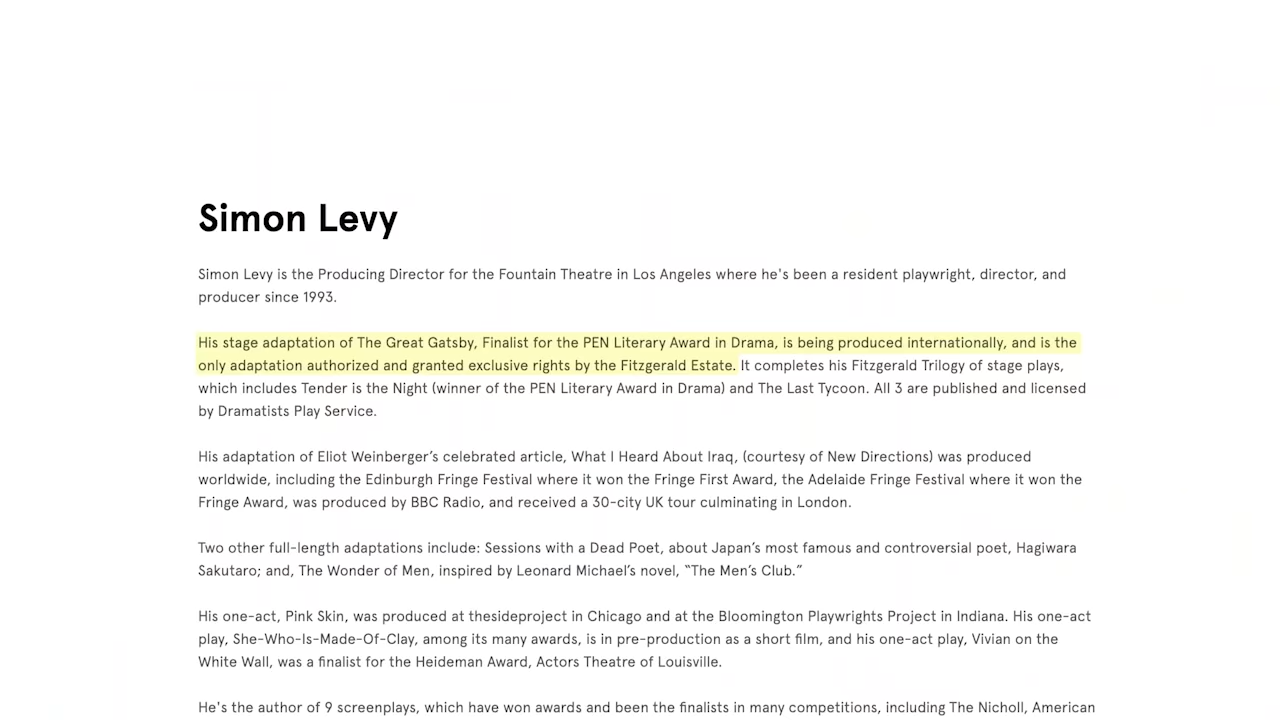 Simon Levy
Simon Levy is the Producing Director for the Fountain Theatre in Los Angeles where he's been a resident playwright, director, and
producer since 1993.
His stage adaptation of The Great Gatsby, Finalist for the PEN Literary Award in Drama, is being produced internationally, and is the
only adaptation authorized and granted exclusive rights by the Fitzgerald Estate. It completes his Fitzgerald Trilogy of stage plays,
which includes Tender is the Night (winner of the PEN Literary Award in Drama) and The Last Tycoon. All 3 are published and licensed
by Dramatists Play Service.
His adaptation of Eliot Weinberger’s celebrated article, What I Heard About Iraq, (courtesy of New Directions) was produced
worldwide, including the Edinburgh Fringe Festival where it won the Fringe First Award, the Adelaide Fringe Festival where it won the
Fringe Award, was produced by BBC Radio, and received a 30-city UK tour culminating in London.
Two other full-length adaptations include: Sessions with a Dead Poet, about Japan’s most famous and controversial poet, Hagiwara
Sakutaro; and, The Wonder of Men, inspired by Leonard Michael’s novel, “The Men’s Club.”
His one-act, Pink Skin, was produced at thesideproject in Chicago and at the Bloomington Playwrights Project in Indiana. His one-act
play, She-Who-Is-Made-Of-Clay, among its many awards, is in pre-production as a short film, and his one-act play, Vivian on the
White Wall, was a finalist for the Heideman Award, Actors Theatre of Louisville.
He's the author of 9 screenplays, which have won awards and been the finalists in many competitions, including The Nicholl, American